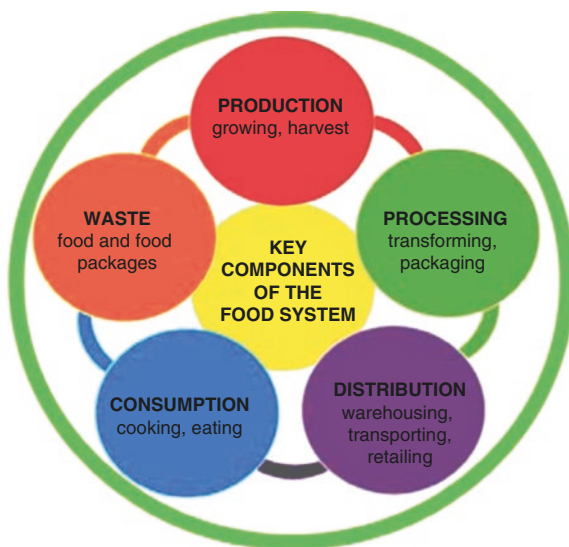 PRODUCTION
growing, harvest
WASTE
food and food
packages
PROCESSING
transforming,
packaging
KEY
COMPONENTS
OF THE
FOOD SYSTEM
CONSUMPTION
cooking, eating
DISTRIBUTION
warehousing,
transporting,
retailing